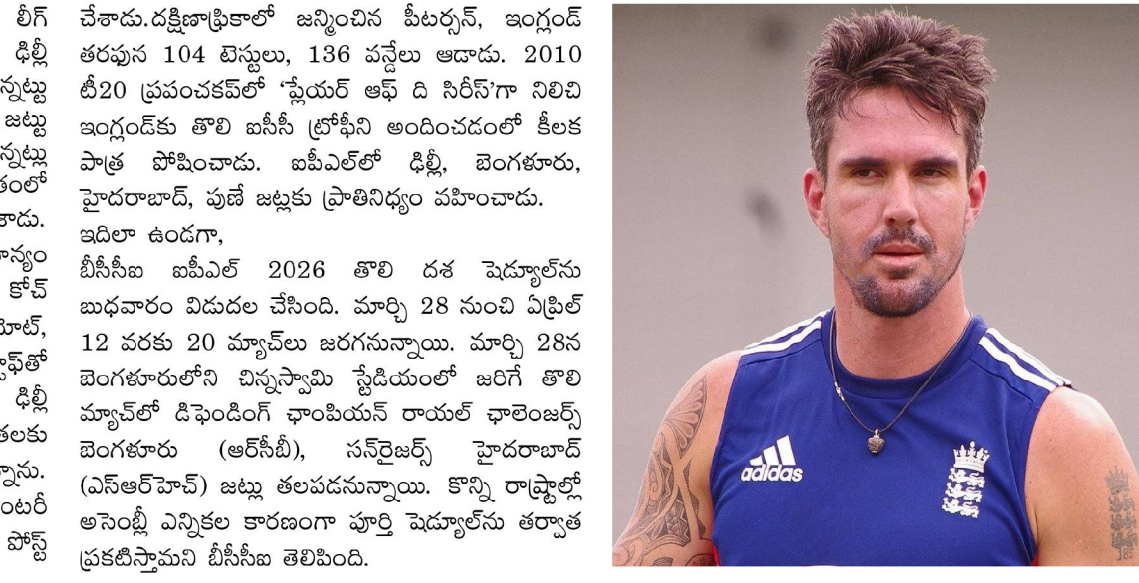 లీగ్
ఢిల్లీ
జట్టు
కోచ్
ఢిల్లీ
పోస్ట్
చేశాడు.దక్షిణాఫ్రికాలో జన్మించిన పీటర్సన్, ఇంగ్లండ్
తరఫున 104 టెస్టులు, 136 వన్డేలు ఆడాడు. 2010
టీ20 ప్రపంచకప్‌లో ‘ప్లేయర్ ఆఫ్ ది సిరీస్’గా నిలిచి
ఇంగ్లండ్‌కు తొలి ఐసీసీ ట్రోఫీని అందించడంలో కీలక
పాత్ర పోషించాడు. ఐపీఎల్‌లో ఢిల్లీ, బెంగళూరు,
హైదరాబాద్, పుణే జట్లకు ప్రాతినిధ్యం వహించాడు.
ఇదిలా ఉండగా,
బీసీసీఐ ఐపీఎల్ 2026 తొలి దశ షెడ్యూల్‌ను
బుధవారం విడుదల చేసింది. మార్చి 28 నుంచి ఏప్రిల్
12 వరకు 20 మ్యాచ్‌లు జరగనున్నాయి. మార్చి 28న
బెంగళూరులోని చిన్నస్వామి స్టేడియంలో జరిగే తొలి
మ్యాచ్‌లో డిఫెండింగ్ ఛాంపియన్ రాయల్ ఛాలెంజర్స్
బెంగళూరు (ఆర్‌సీబీ), సన్‌రైజర్స్ హైదరాబాద్
(ఎస్ఆర్‌హెచ్) జట్లు తలపడనున్నాయి. కొన్ని రాష్ట్రాల్లో
అసెంబ్లీ ఎన్నికల కారణంగా పూర్తి షెడ్యూల్‌ను తర్వాత
ప్రకటిస్తామని బీసీసీఐ తెలిపింది.
adidas